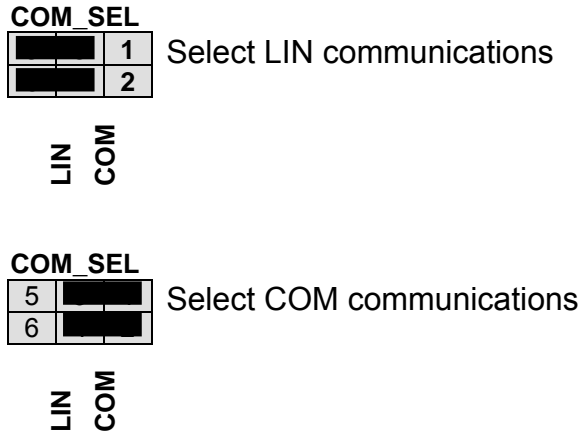 COM_SEL
1 Select LIN communications
2
LIN COM
COM_SEL
5 Select COM communications
6
LIN COM